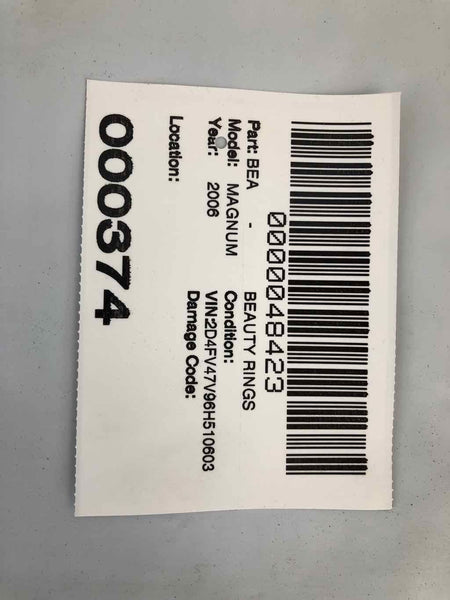 0000048423
Part: BEA - BEAUTY RINGS
Model: MAGNUM Condition:
Year: 2006 VIN:2D4FV47V96H510603
Damage Code:
Location:
000374